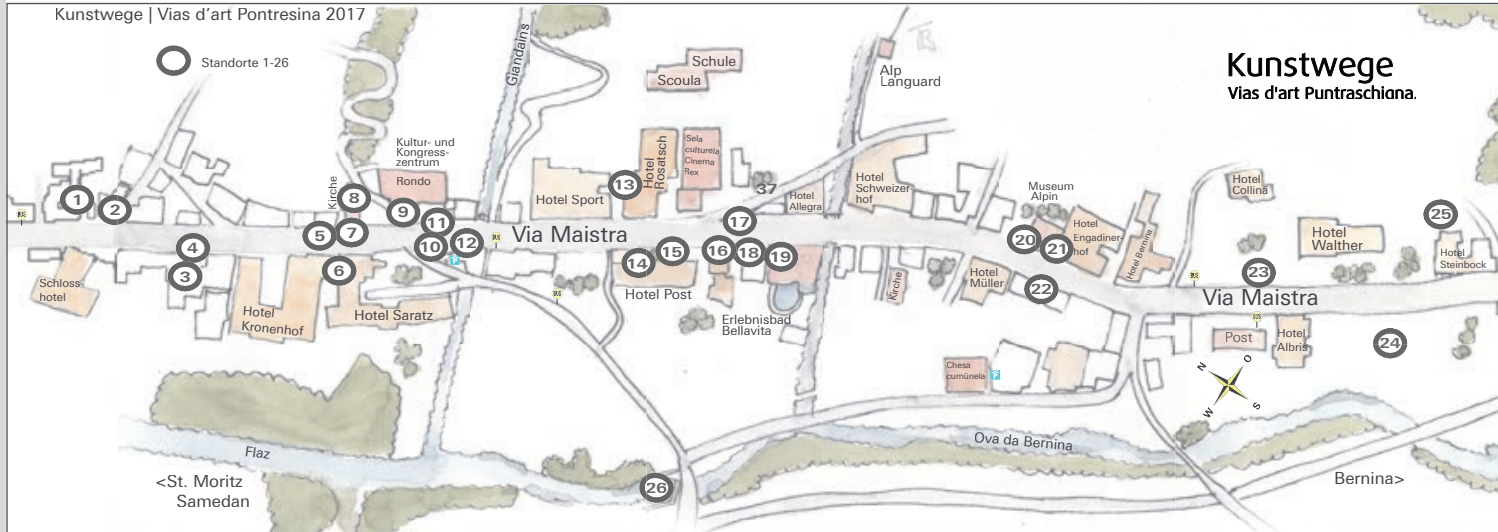 Kunstwege | Vias d'art Pontresina 2017
Standorte 1-26
Kunstwege
Vias d'art Puntraschigna.
Giandains
Schule
Scoula
Alp
Languard
Kultur- und
Kongress-
zentrum
Rondo
Kirche
Hotel Sport
Hotel
Rosatsch
Sela
culturela
Cinema
Rex
37
Hotel
Allegra
Hotel
Schweizer-
hof
Museum
Alpin
Hotel
Engadiner-
hof
Hotel Bernina
Hotel
Collina
Hotel
Walther
Hotel
Steinbock
1
2
3
4
5
6
7
8
9
10
11
12
13
14
15
16
17
18
19
20
21
22
23
24
25
26
BUS
BUS
BUS
BUS
BUS
P
P
Via Maistra
Via Maistra
Schloss-
hotel
Hotel
Kronenhof
Hotel Saratz
Hotel Post
Erlebnisbad
Bellavita
Kirche
Hotel
Müller
Chesa
cumünela
Post
Hotel
Albris
N
O
W
S
Flaz
Ova da Bernina
<St. Moritz
Samedan
Bernina>